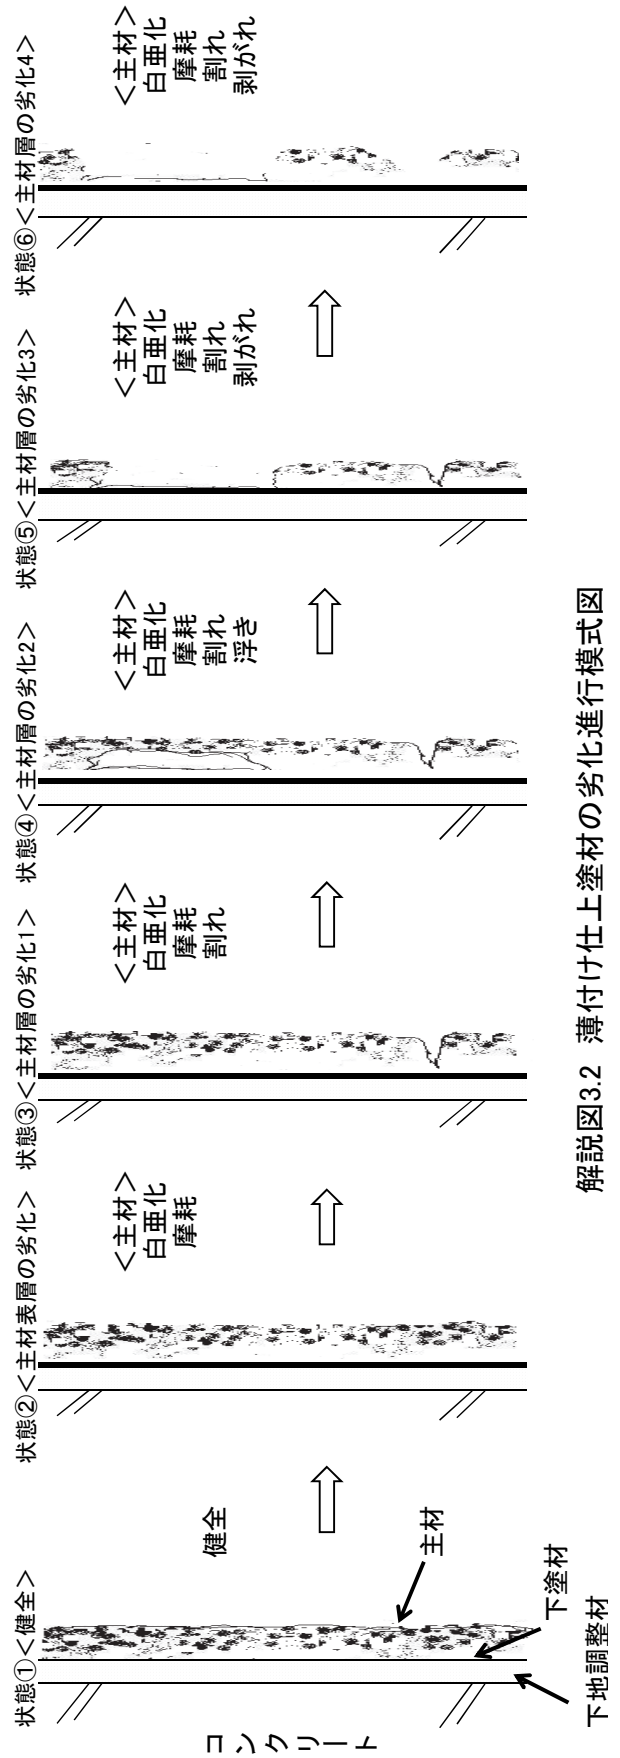 状態①<健全>
コンクリート
健全
主材
下塗材
下地調整材
状態②<主材表層の劣化>
<主材>
白亜化
摩耗
状態③<主材層の劣化1>
<主材>
白亜化
摩耗
割れ
状態④<主材層の劣化2>
<主材>
白亜化
摩耗
割れ
浮き
状態⑤<主材層の劣化3>
<主材>
白亜化
摩耗
割れ
剥がれ
状態⑥<主材層の劣化4>
<主材>
白亜化
摩耗
割れ
剥がれ
解説図3.2 薄付け仕上塗材の劣化進行模式図